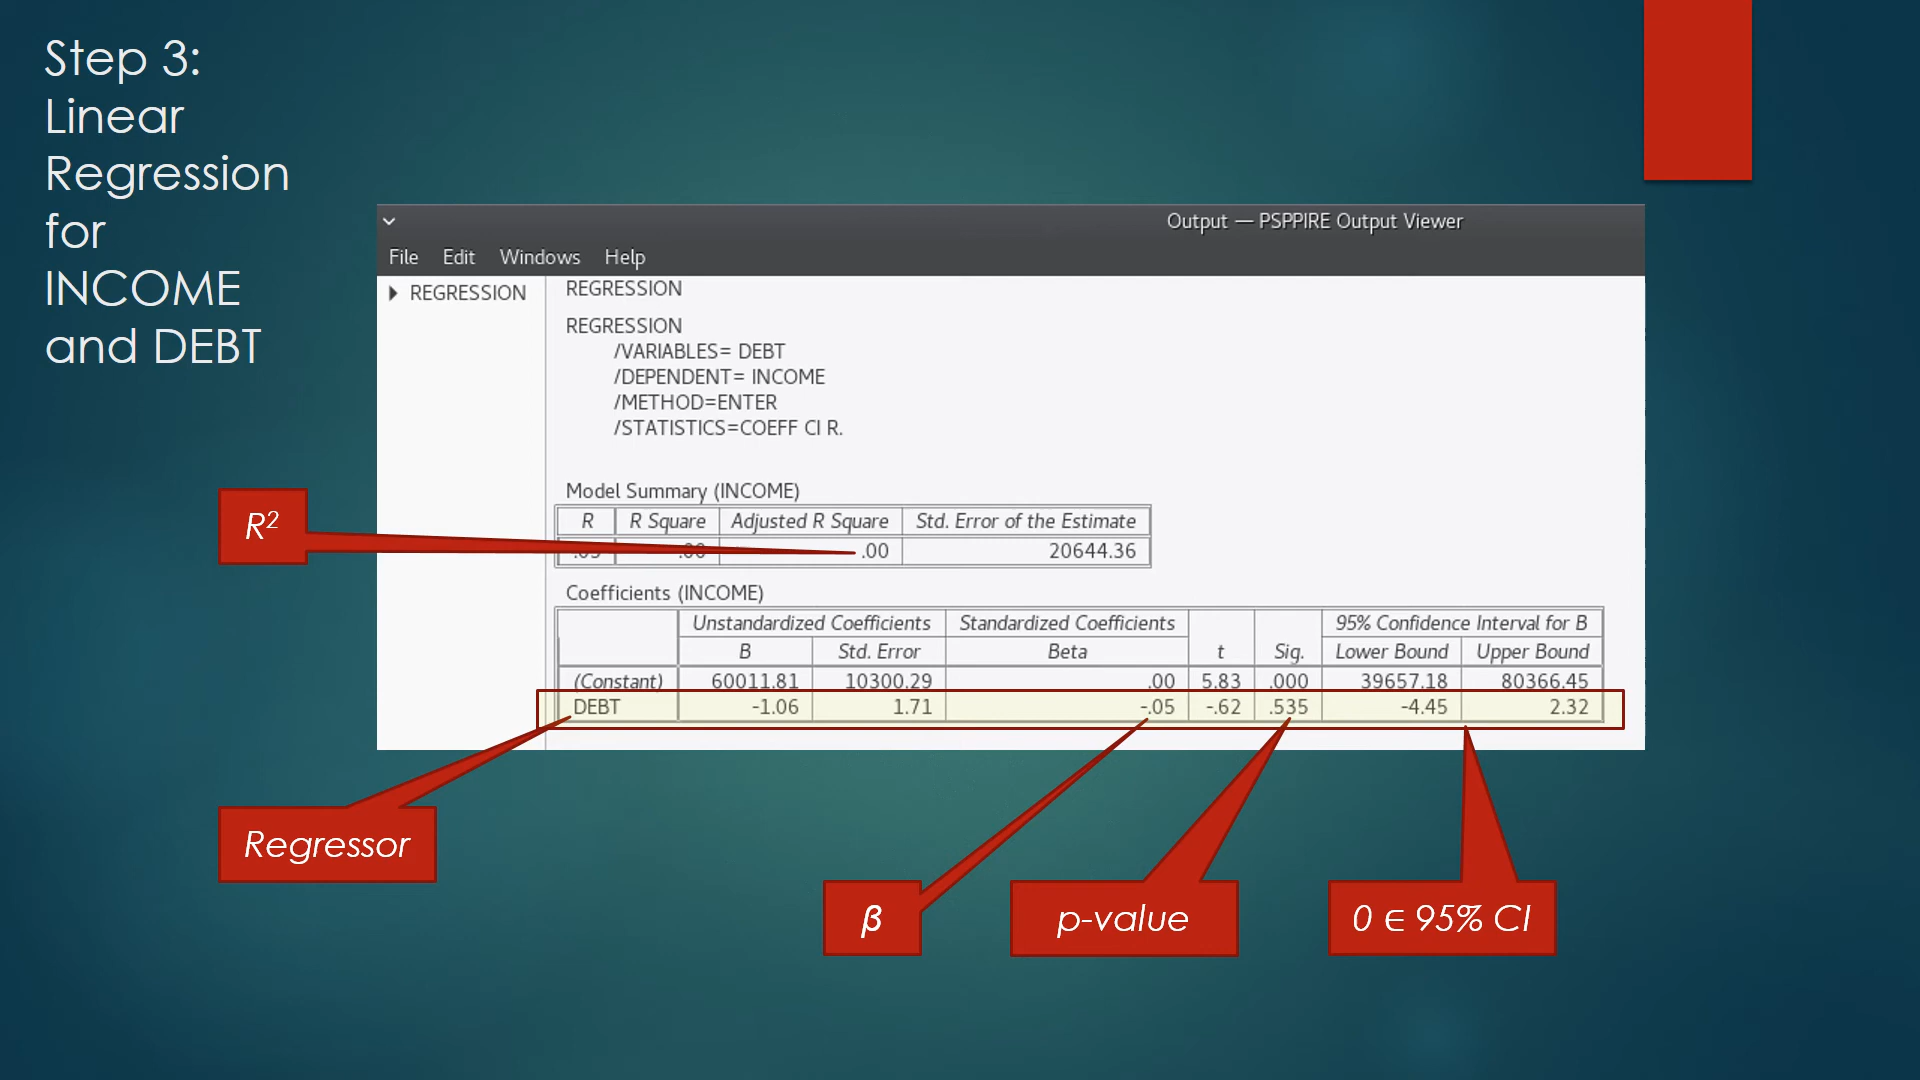 Step 3:
Linear
Regression
for
INCOME
and DEBT
Output — PSPPIRE Output Viewer
File Edit Windows Help
REGRESSION
REGRESSION
REGRESSION
/VARIABLES= DEBT
/DEPENDENT= INCOME
/METHOD=ENTER
/STATISTICS=COEFF CI R.
Model Summary (INCOME)
R R Square Adjusted R Square Std. Error of the Estimate
.00 20644.36
R²
Coefficients (INCOME)
Unstandardized Coefficients Standardized Coefficients 95% Confidence Interval for B
B Std. Error Beta t Sig. Lower Bound Upper Bound
(Constant) 60011.81 10300.29 .00 5.83 .000 39657.18 80366.45
DEBT -1.06 1.71 -.05 -.62 .535 -4.45 2.32
Regressor
β
p-value
0 ∈ 95% CI